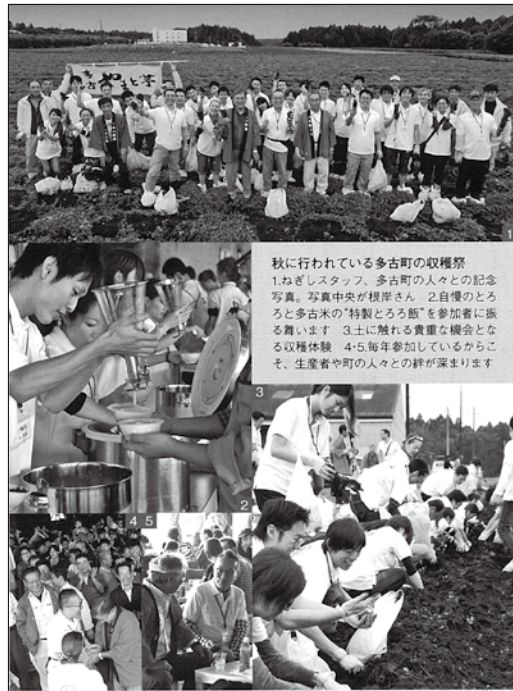 多古 やまと芋
1
秋に行われている多古町の収穫祭
1.ねぎしスタッフ、多古町の人々との記念
写真。写真中央が根岸さん　2.自慢のとろ
ろと多古米の“特製とろろ飯”を参加者に振
る舞います　3.土に触れる貴重な機会とな
る収穫体験　4・5.毎年参加しているからこ
そ、生産者や町の人々との絆が深まります
3
2
4 5